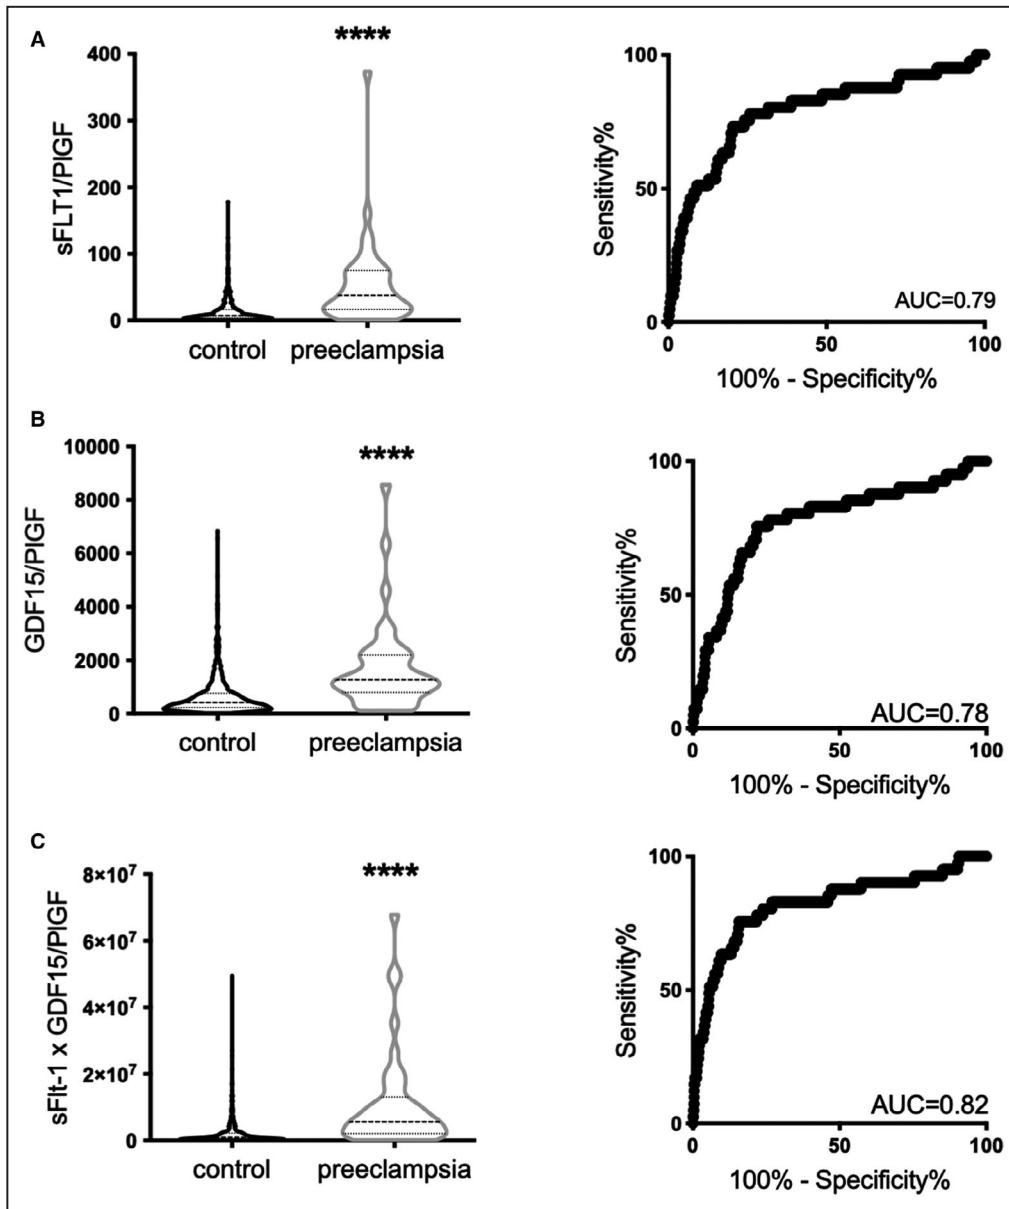 A
****
sFLT1/PlGF
400
300
200
100
0
control preeclampsia
Sensitivity%
100
50
0
AUC=0.79
0 50 100
100% - Specificity%
B
****
GDF15/PlGF
10000
8000
6000
4000
2000
0
control preeclampsia
Sensitivity%
100
50
0
AUC=0.78
0 50 100
100% - Specificity%
C
****
sFlt-1 x GDF15/PlGF
8×10⁷
6×10⁷
4×10⁷
2×10⁷
0
control preeclampsia
Sensitivity%
100
50
0
AUC=0.82
0 50 100
100% - Specificity%